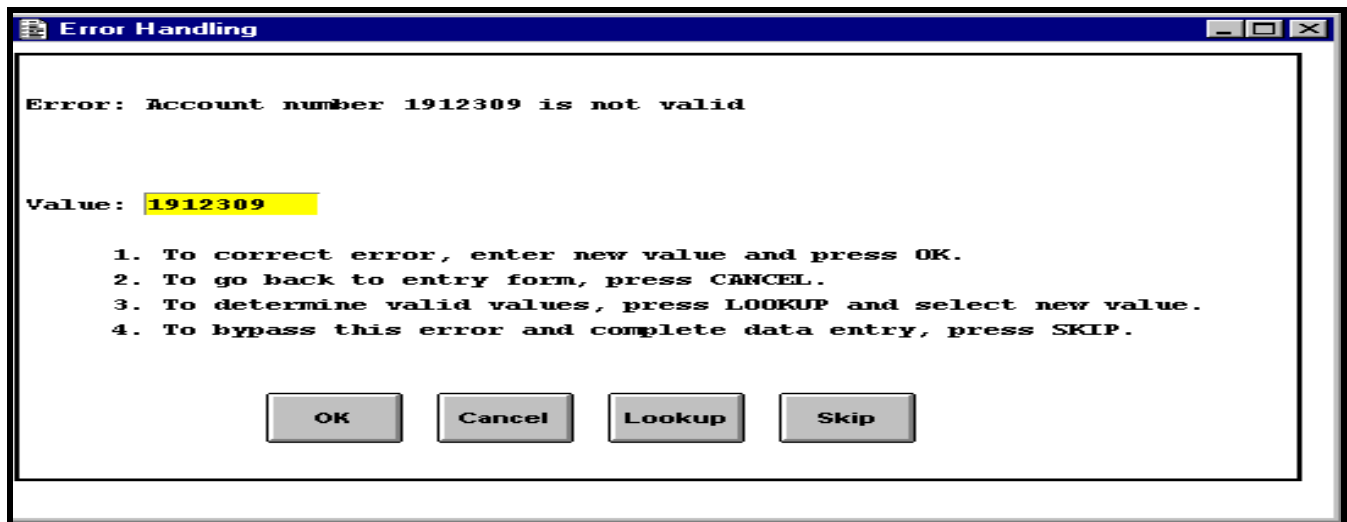 Error Handling
Error: Account number 1912309 is not valid
Value: 1912309
1. To correct error, enter new value and press OK.
2. To go back to entry form, press CANCEL.
3. To determine valid values, press LOOKUP and select new value.
4. To bypass this error and complete data entry, press SKIP.
OK Cancel Lookup Skip